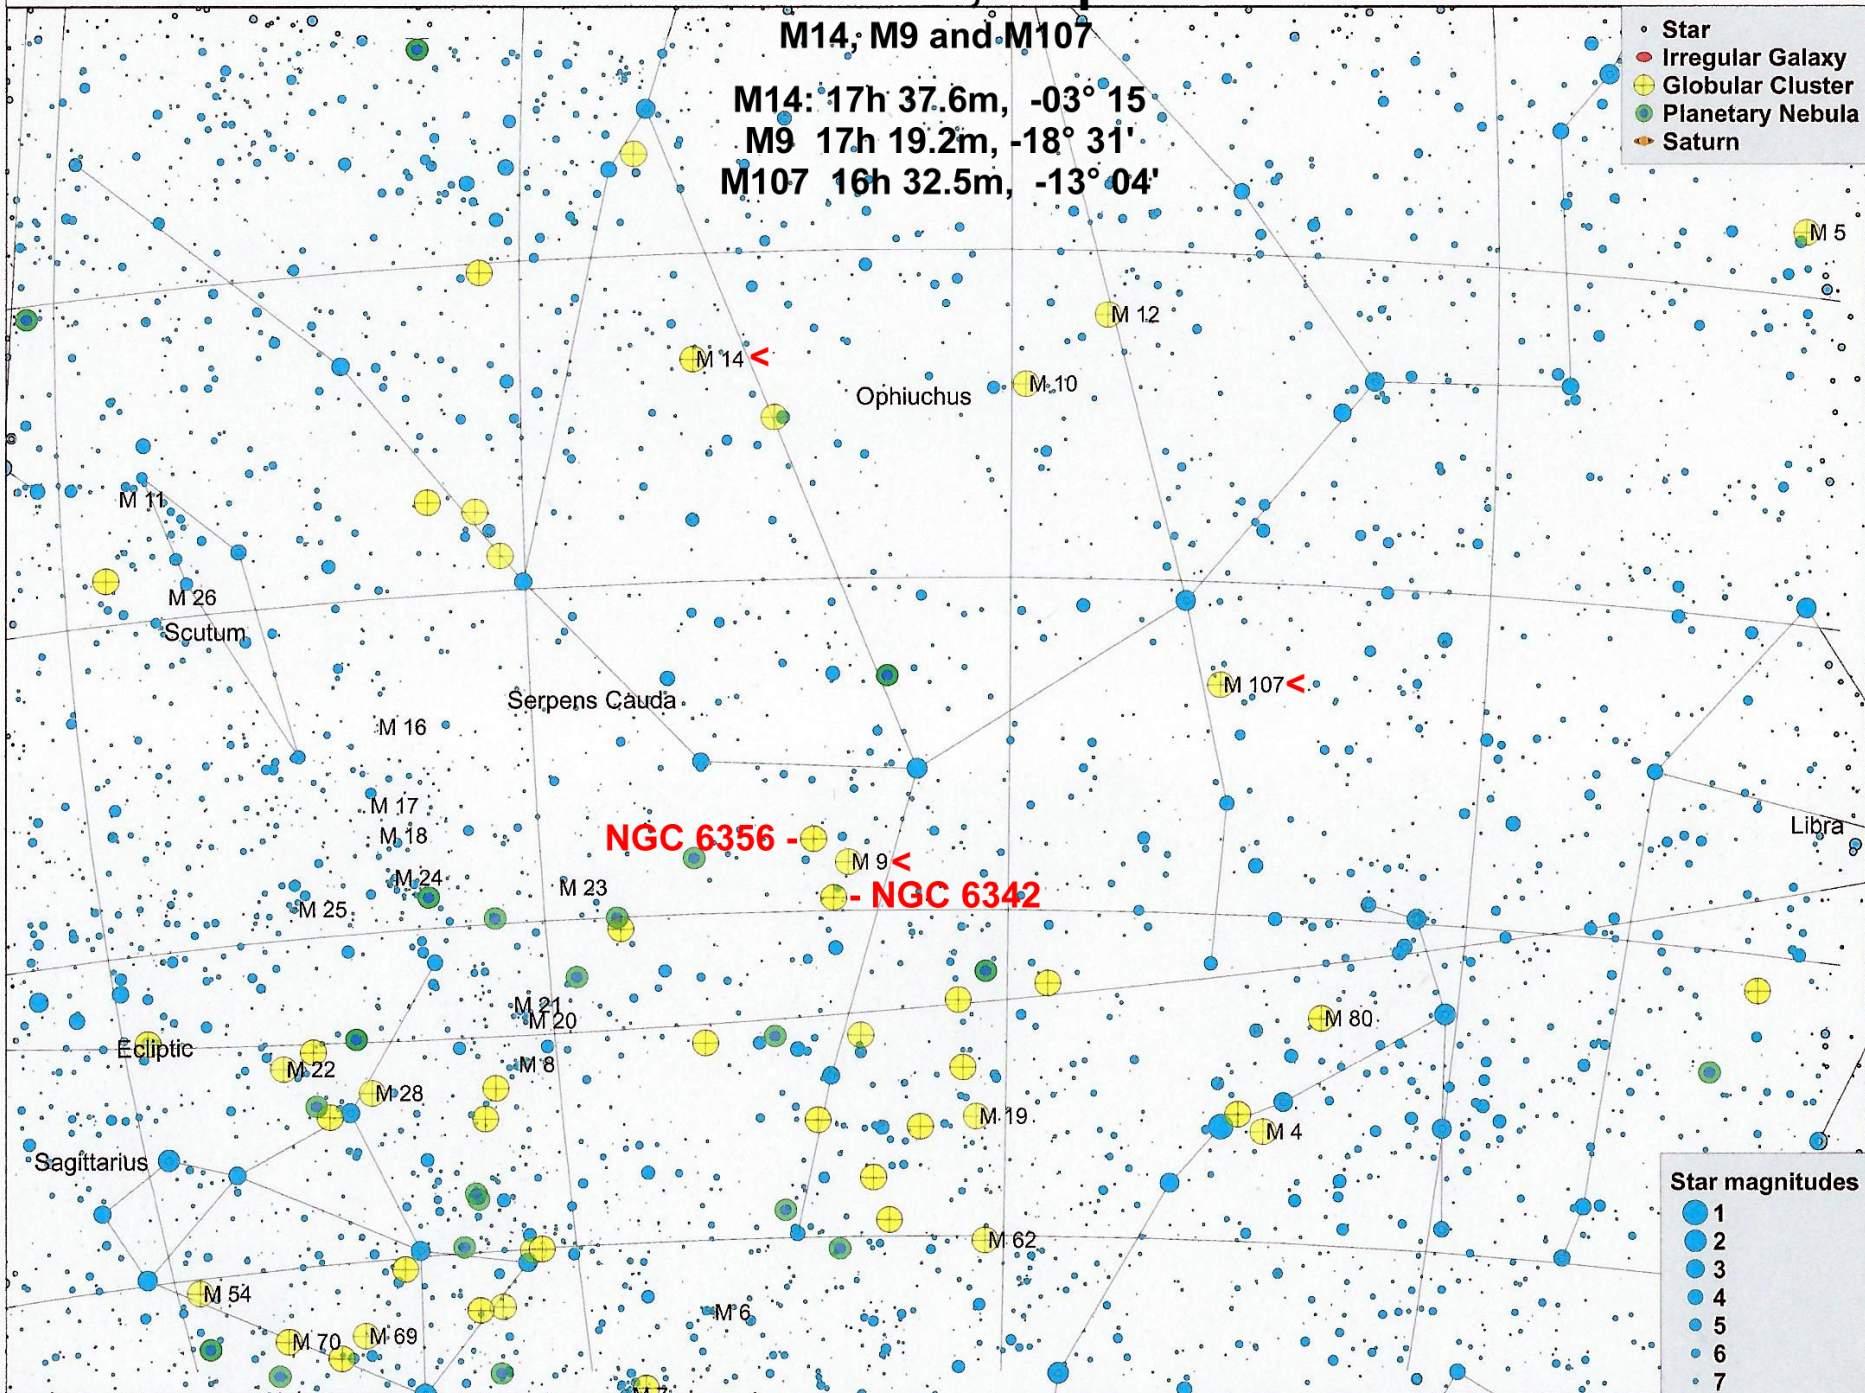 M14, M9 and M107
M14: 17h 37.6m, -03° 15
M9 17h 19.2m, -18° 31'
M107 16h 32.5m, -13° 04'
Star
Irregular Galaxy
Globular Cluster
Planetary Nebula
Saturn
M 5
M 12
M 14 <
M 10
Ophiuchus
M 11
M 26
Scutum
M 107 <
Serpens Cauda
M 16
M 17
M 18
Libra
NGC 6356 -
M 9 <
M 24
M 23
- NGC 6342
M 25
M 21
M 20
M 80
Ecliptic
M 22
M 8
M 28
M 19
M 4
Sagittarius
M 62
M 54
M 6
M 70
M 69
Star magnitudes
1
2
3
4
5
6
7